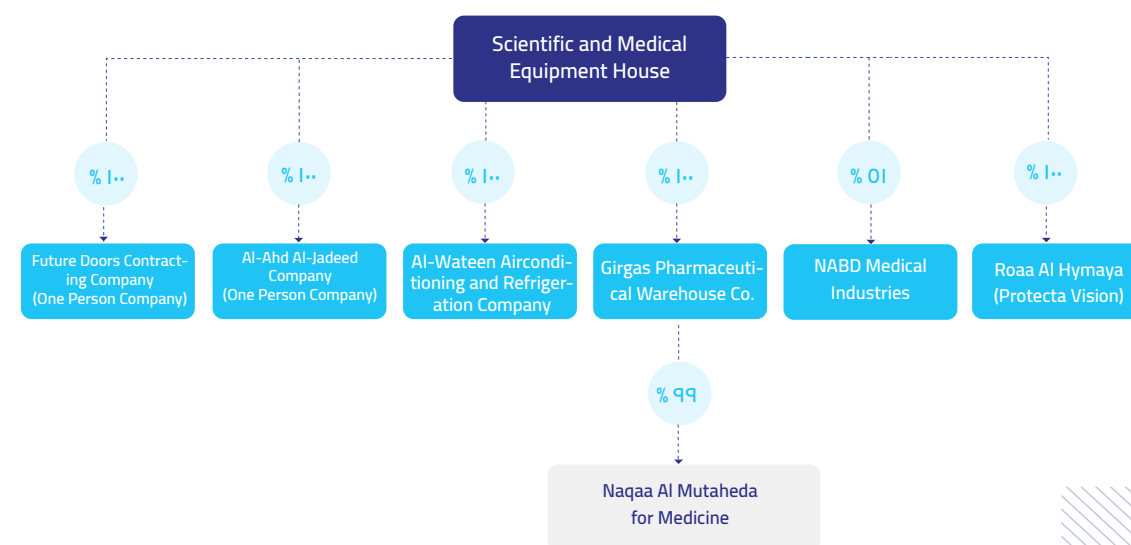 Scientific and Medical
Equipment House
% ١٠٠
% ١٠٠
% ١٠٠
% ١٠٠
% ٥١
% ١٠٠
Future Doors Contract-
ing Company
(One Person Company)
Al-Ahd Al-Jadeed
Company
(One Person Company)
Al-Wateen Aircondi-
tioning and Refriger-
ation Company
Girgas Pharmaceuti-
cal Warehouse Co.
NABD Medical
Industries
Roaa Al Hymaya
(Protecta Vision)
% ٩٩
Naqaa Al Mutaheda
for Medicine